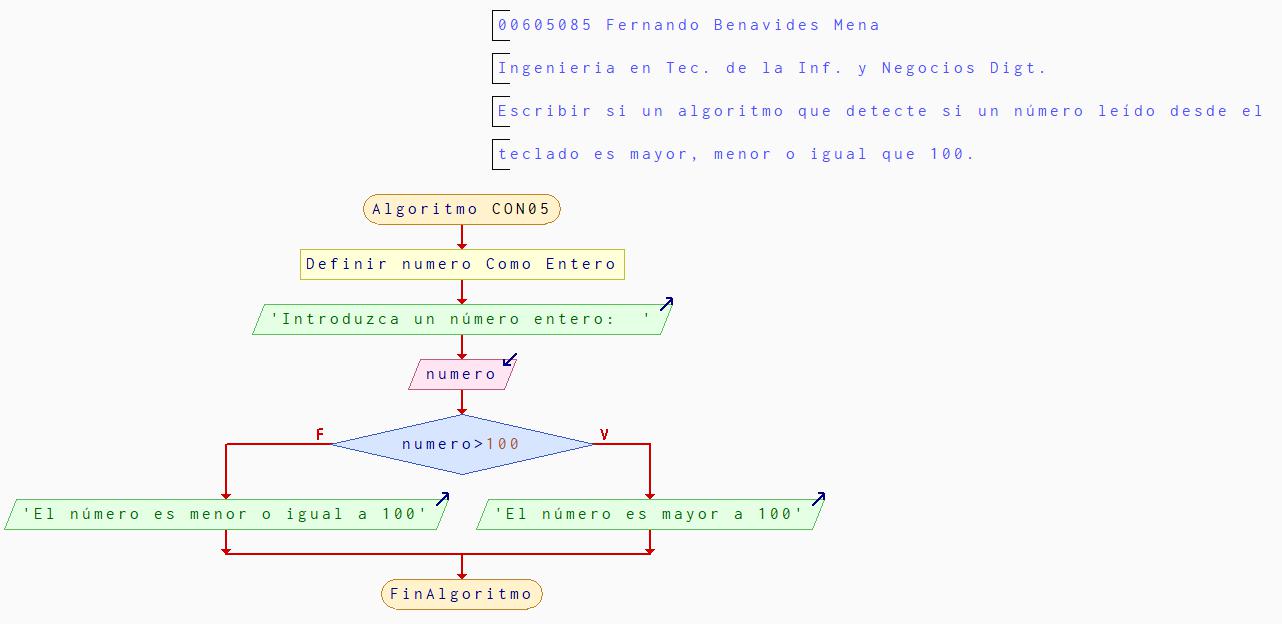 00605085 Fernando Benavides Mena
Ingenieria en Tec. de la Inf. y Negocios Digt.
Escribir si un algoritmo que detecte si un número leído desde el
teclado es mayor, menor o igual que 100.
Algoritmo CON05
Definir numero Como Entero
'Introduzca un número entero:   '
numero
F
V
numero>100
'El número es menor o igual a 100'
'El número es mayor a 100'
FinAlgoritmo